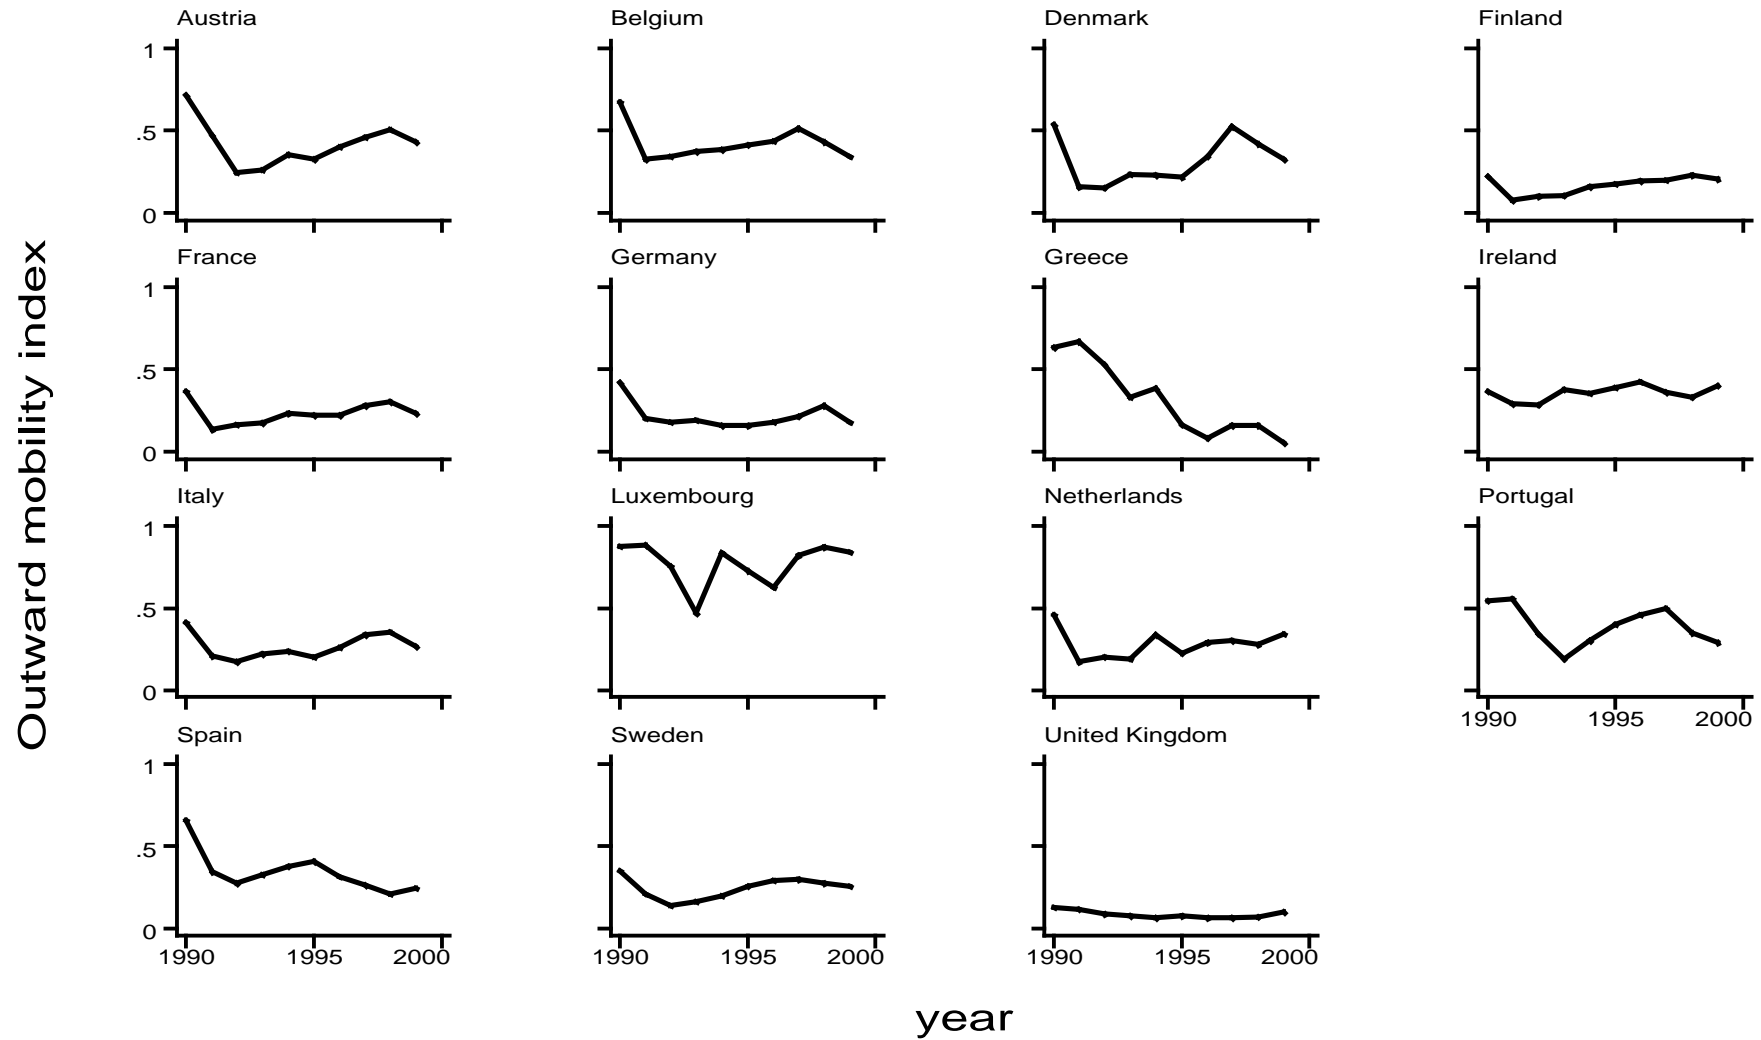 Austria Belgium Denmark Finland
1
.5
0
France Germany Greece Ireland
1
.5
0
Italy Luxembourg Netherlands Portugal
1
.5
0
1990 1995 2000
Spain Sweden United Kingdom
1
.5
0
1990 1995 2000 1990 1995 2000 1990 1995 2000
Outward mobility index
year